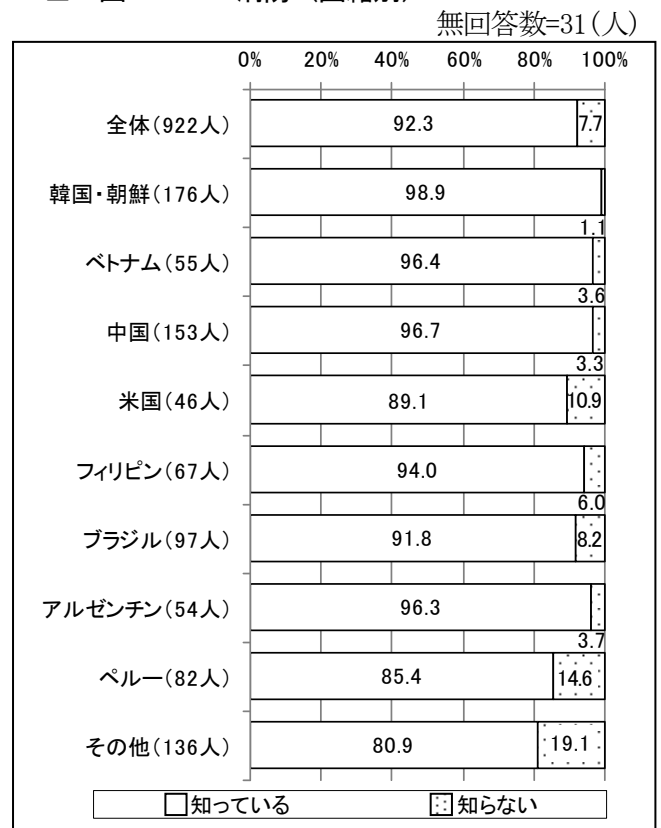 無回答数=31(人)
0% 20% 40% 60% 80% 100%
全体(922人) 92.3 7.7
韓国・朝鮮(176人) 98.9 1.1
ベトナム(55人) 96.4 3.6
中国(153人) 96.7 3.3
米国(46人) 89.1 10.9
フィリピン(67人) 94.0 6.0
ブラジル(97人) 91.8 8.2
アルゼンチン(54人) 96.3 3.7
ペルー(82人) 85.4 14.6
その他(136人) 80.9 19.1
知っている 知らない